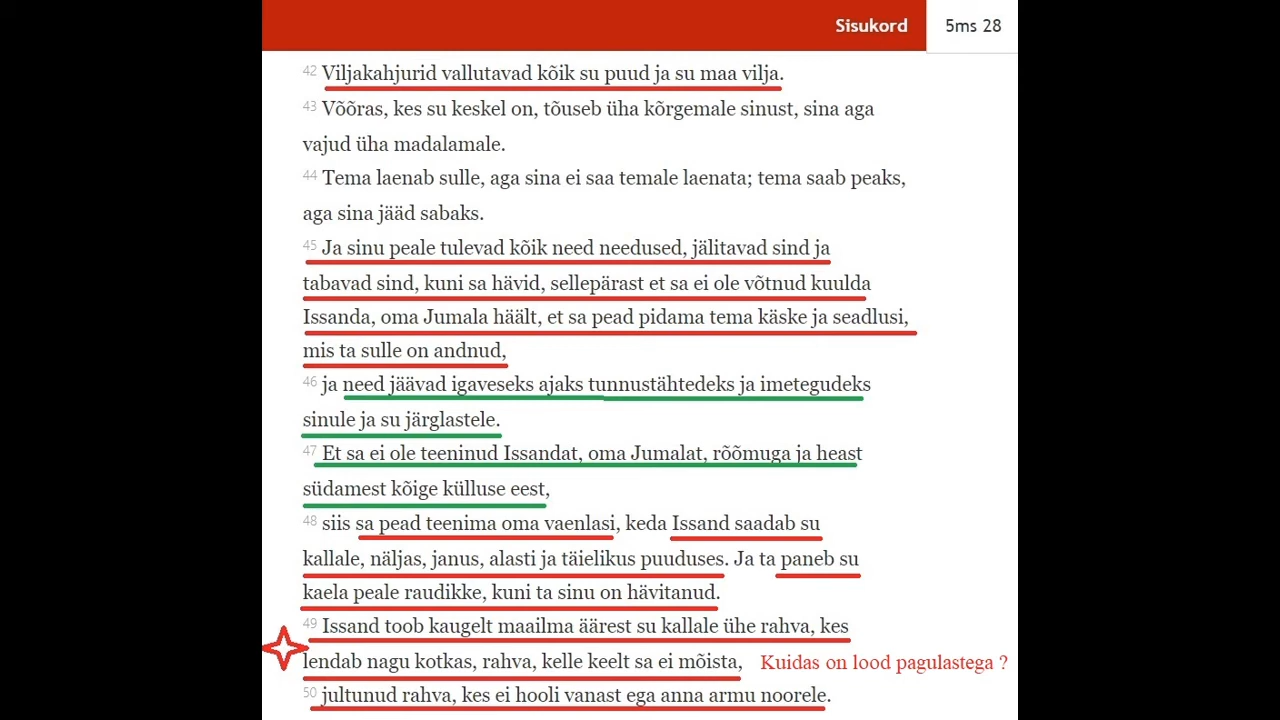 Sisukord 5ms 28
42 Viljakahjurid vallutavad kõik su puud ja su maa vilja.
43 Võõras, kes su keskel on, tõuseb üha kõrgemale sinust, sina aga
vajud üha madalamale.
44 Tema laenab sulle, aga sina ei saa temale laenata; tema saab peaks,
aga sina jääd sabaks.
45 Ja sinu peale tulevad kõik need needused, jälitavad sind ja
tabavad sind, kuni sa hävid, sellepärast et sa ei ole võtnud kuulda
Issanda, oma Jumala häält, et sa pead pidama tema käske ja seadlusi,
mis ta sulle on andnud,
46 ja need jäävad igaveseks ajaks tunnustähtedeks ja imetegudeks
sinule ja su järglastele.
47 Et sa ei ole teeninud Issandat, oma Jumalat, rõõmuga ja heast
südamest kõige külluse eest,
48 siis sa pead teenima oma vaenlasi, keda Issand saadab su
kallale, näljas, janus, alasti ja täielikus puuduses. Ja ta paneb su
kaela peale raudikke, kuni ta sinu on hävitanud.
49 Issand toob kaugelt maailma äärest su kallale ühe rahva, kes
lendab nagu kotkas, rahva, kelle keelt sa ei mõista, Kuidas on lood pagulastega ?
50 jultunud rahva, kes ei hooli vanast ega anna armu noorele.